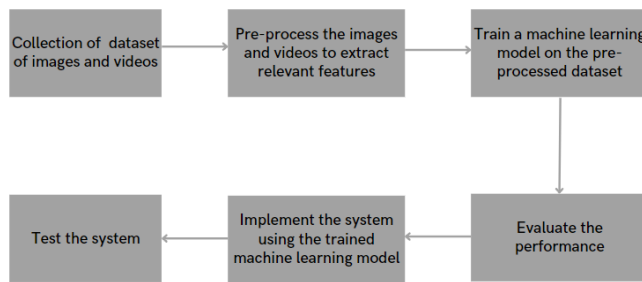 Collection of dataset
of images and videos
Pre-process the images
and videos to extract
relevant features
Train a machine learning
model on the pre-
processed dataset
Test the system
Implement the system
using the trained
machine learning model
Evaluate the
performance